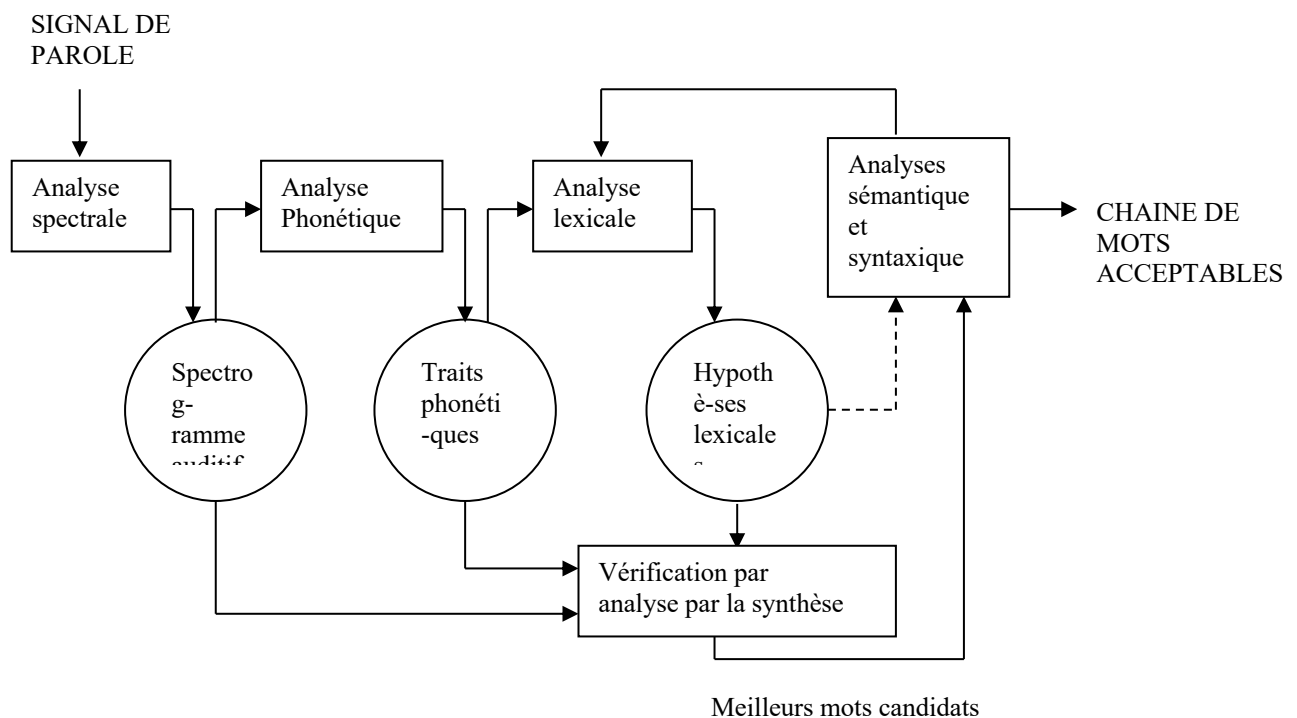 SIGNAL DE
PAROLE
Analyse
spectrale
Analyse
Phonétique
Analyse
lexicale
Analyses
sémantique
et
syntaxique
CHAINE DE
MOTS
ACCEPTABLES
Spectro
g-
ramme
auditif
Traits
phonéti
-ques
Hypoth
è-ses
lexicale
s
Vérification par
analyse par la synthèse
Meilleurs mots candidats